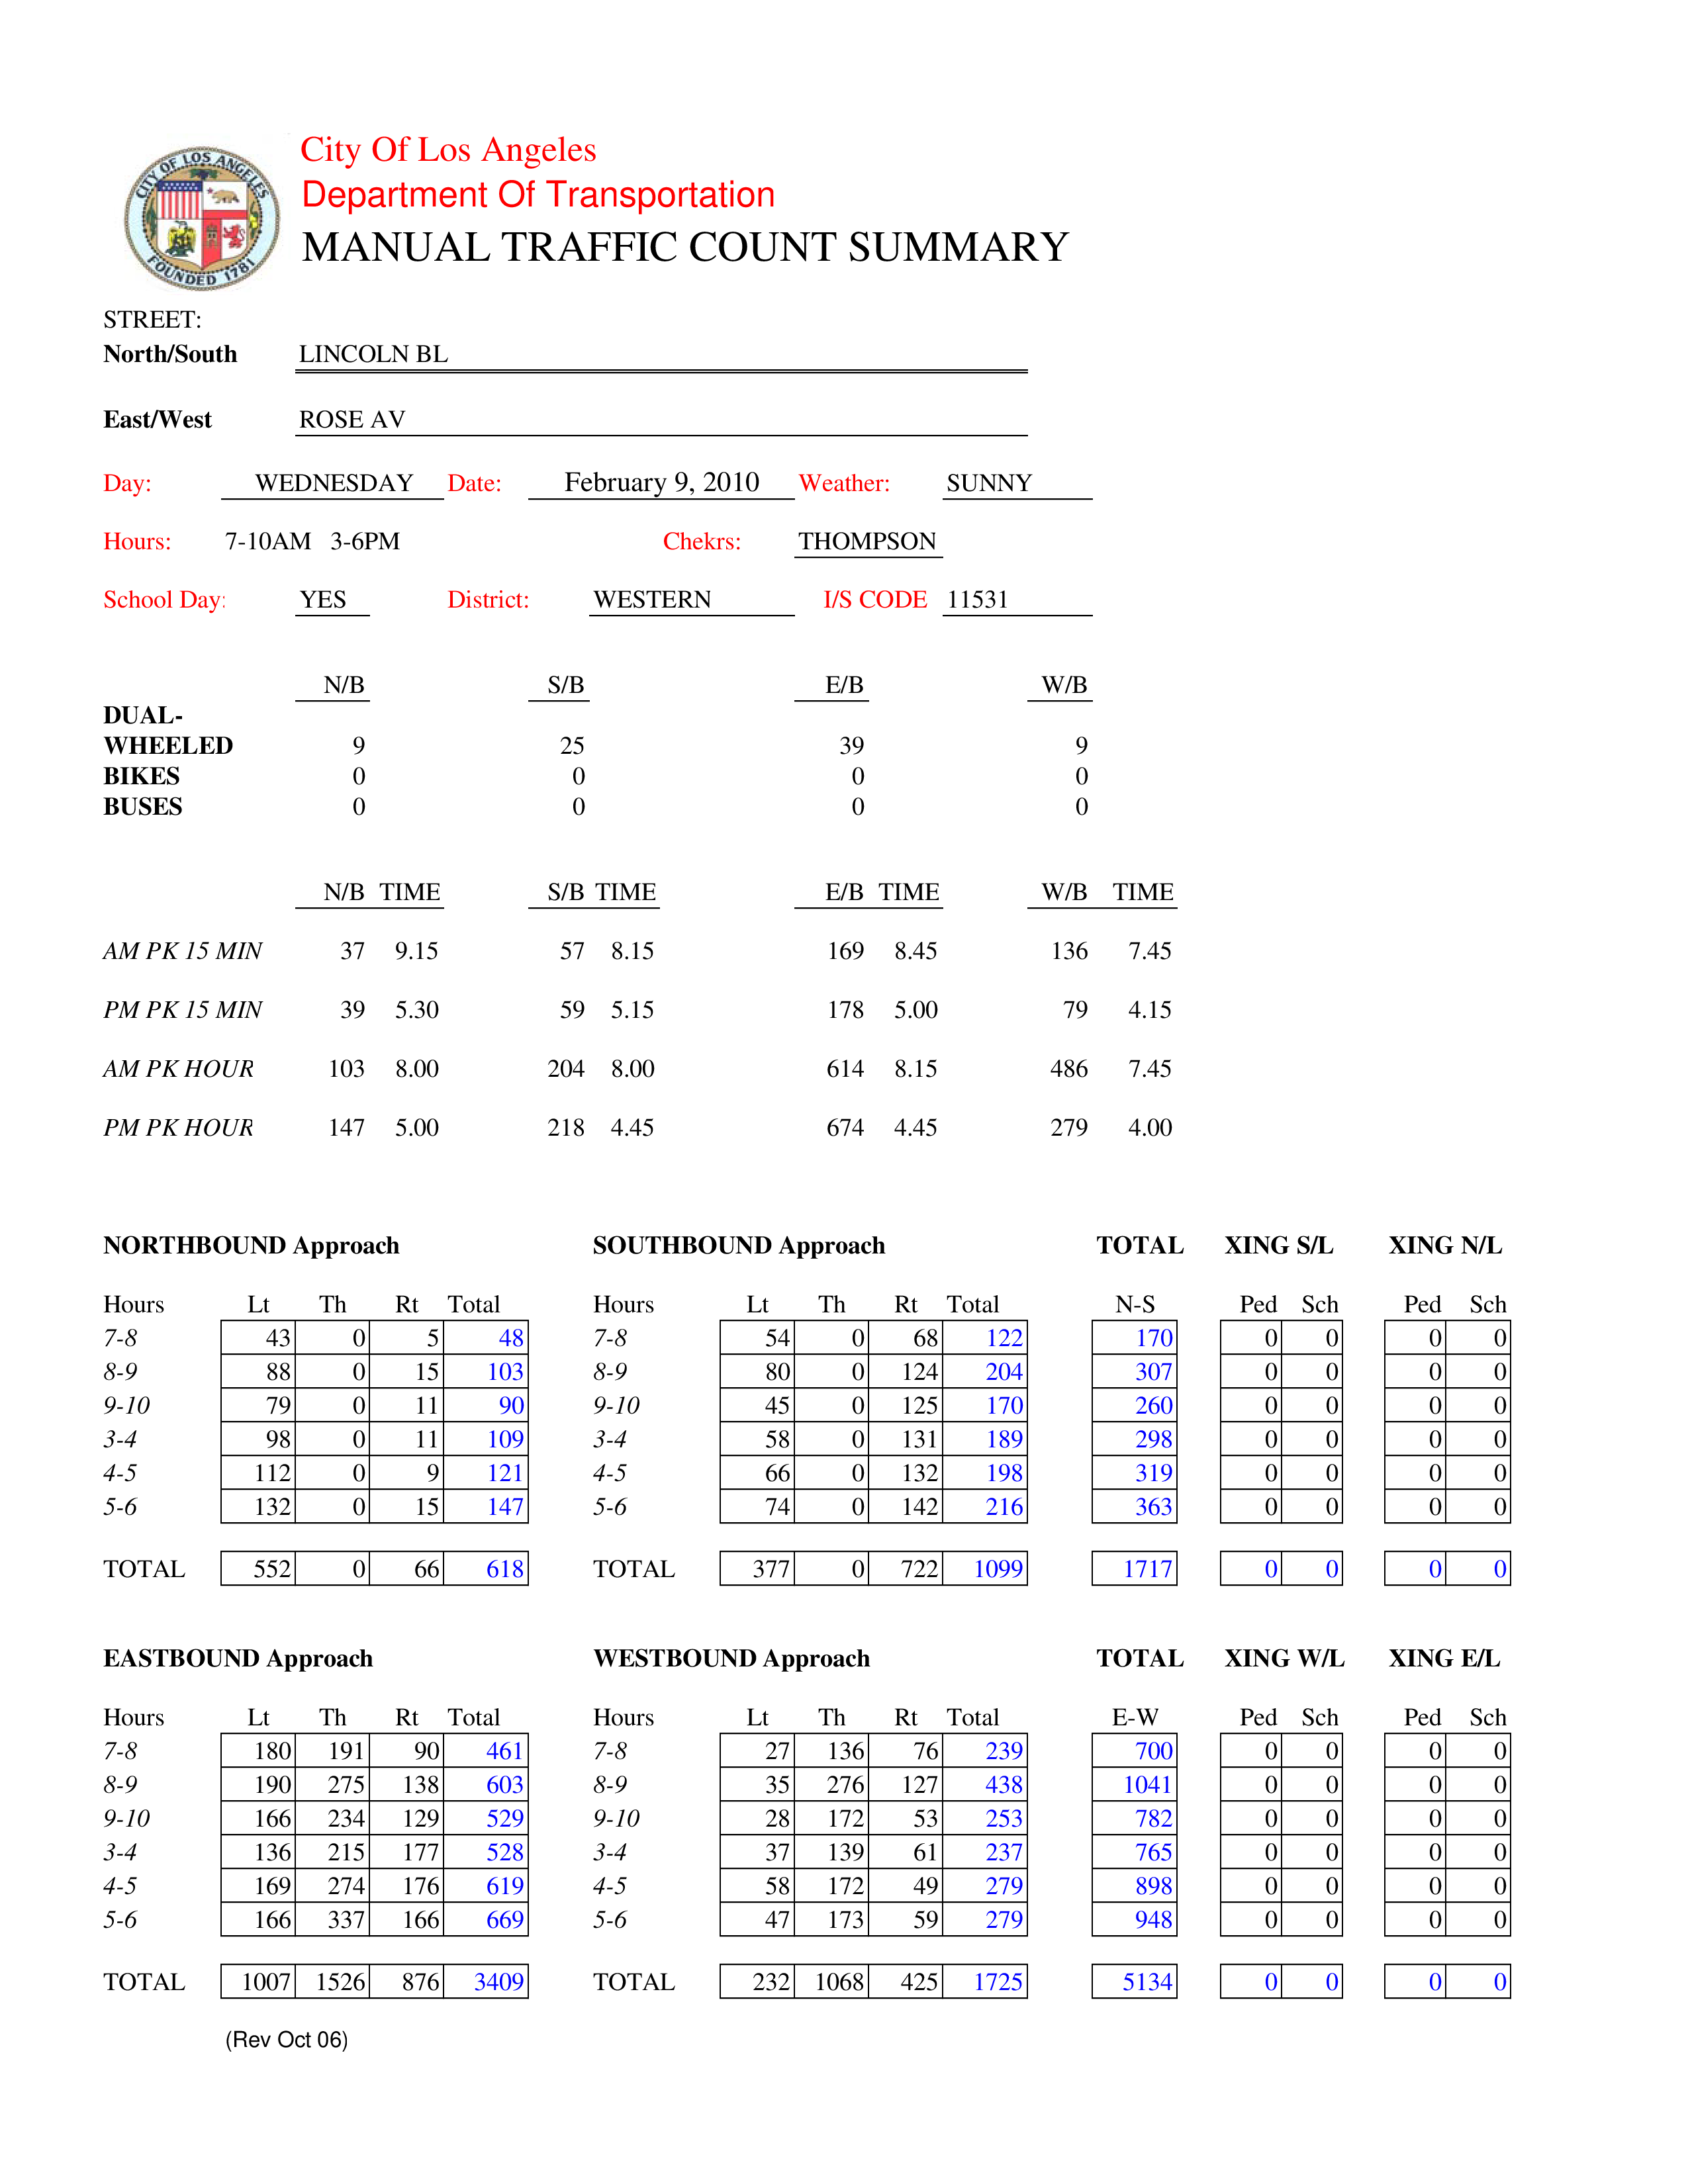 CITY OF LOS ANGELES
FOUNDED 1781
City Of Los Angeles
Department Of Transportation
MANUAL TRAFFIC COUNT SUMMARY
STREET:
North/South LINCOLN BL
East/West ROSE AV
Day: WEDNESDAY Date: February 9, 2010 Weather: SUNNY
Hours: 7-10AM 3-6PM Chekrs: THOMPSON
School Day: YES District: WESTERN I/S CODE 11531
N/B S/B E/B W/B
DUAL-
WHEELED 9 25 39 9
BIKES 0 0 0 0
BUSES 0 0 0 0
N/B TIME S/B TIME E/B TIME W/B TIME
AM PK 15 MIN 37 9.15 57 8.15 169 8.45 136 7.45
PM PK 15 MIN 39 5.30 59 5.15 178 5.00 79 4.15
AM PK HOUR 103 8.00 204 8.00 614 8.15 486 7.45
PM PK HOUR 147 5.00 218 4.45 674 4.45 279 4.00
NORTHBOUND Approach SOUTHBOUND Approach TOTAL XING S/L XING N/L
Hours Lt Th Rt Total Hours Lt Th Rt Total N-S Ped Sch Ped Sch
7-8 43 0 5 48 7-8 54 0 68 122 170 0 0 0 0
8-9 88 0 15 103 8-9 80 0 124 204 307 0 0 0 0
9-10 79 0 11 90 9-10 45 0 125 170 260 0 0 0 0
3-4 98 0 11 109 3-4 58 0 131 189 298 0 0 0 0
4-5 112 0 9 121 4-5 66 0 132 198 319 0 0 0 0
5-6 132 0 15 147 5-6 74 0 142 216 363 0 0 0 0
TOTAL 552 0 66 618 TOTAL 377 0 722 1099 1717 0 0 0 0
EASTBOUND Approach WESTBOUND Approach TOTAL XING W/L XING E/L
Hours Lt Th Rt Total Hours Lt Th Rt Total E-W Ped Sch Ped Sch
7-8 180 191 90 461 7-8 27 136 76 239 700 0 0 0 0
8-9 190 275 138 603 8-9 35 276 127 438 1041 0 0 0 0
9-10 166 234 129 529 9-10 28 172 53 253 782 0 0 0 0
3-4 136 215 177 528 3-4 37 139 61 237 765 0 0 0 0
4-5 169 274 176 619 4-5 58 172 49 279 898 0 0 0 0
5-6 166 337 166 669 5-6 47 173 59 279 948 0 0 0 0
TOTAL 1007 1526 876 3409 TOTAL 232 1068 425 1725 5134 0 0 0 0
(Rev Oct 06)